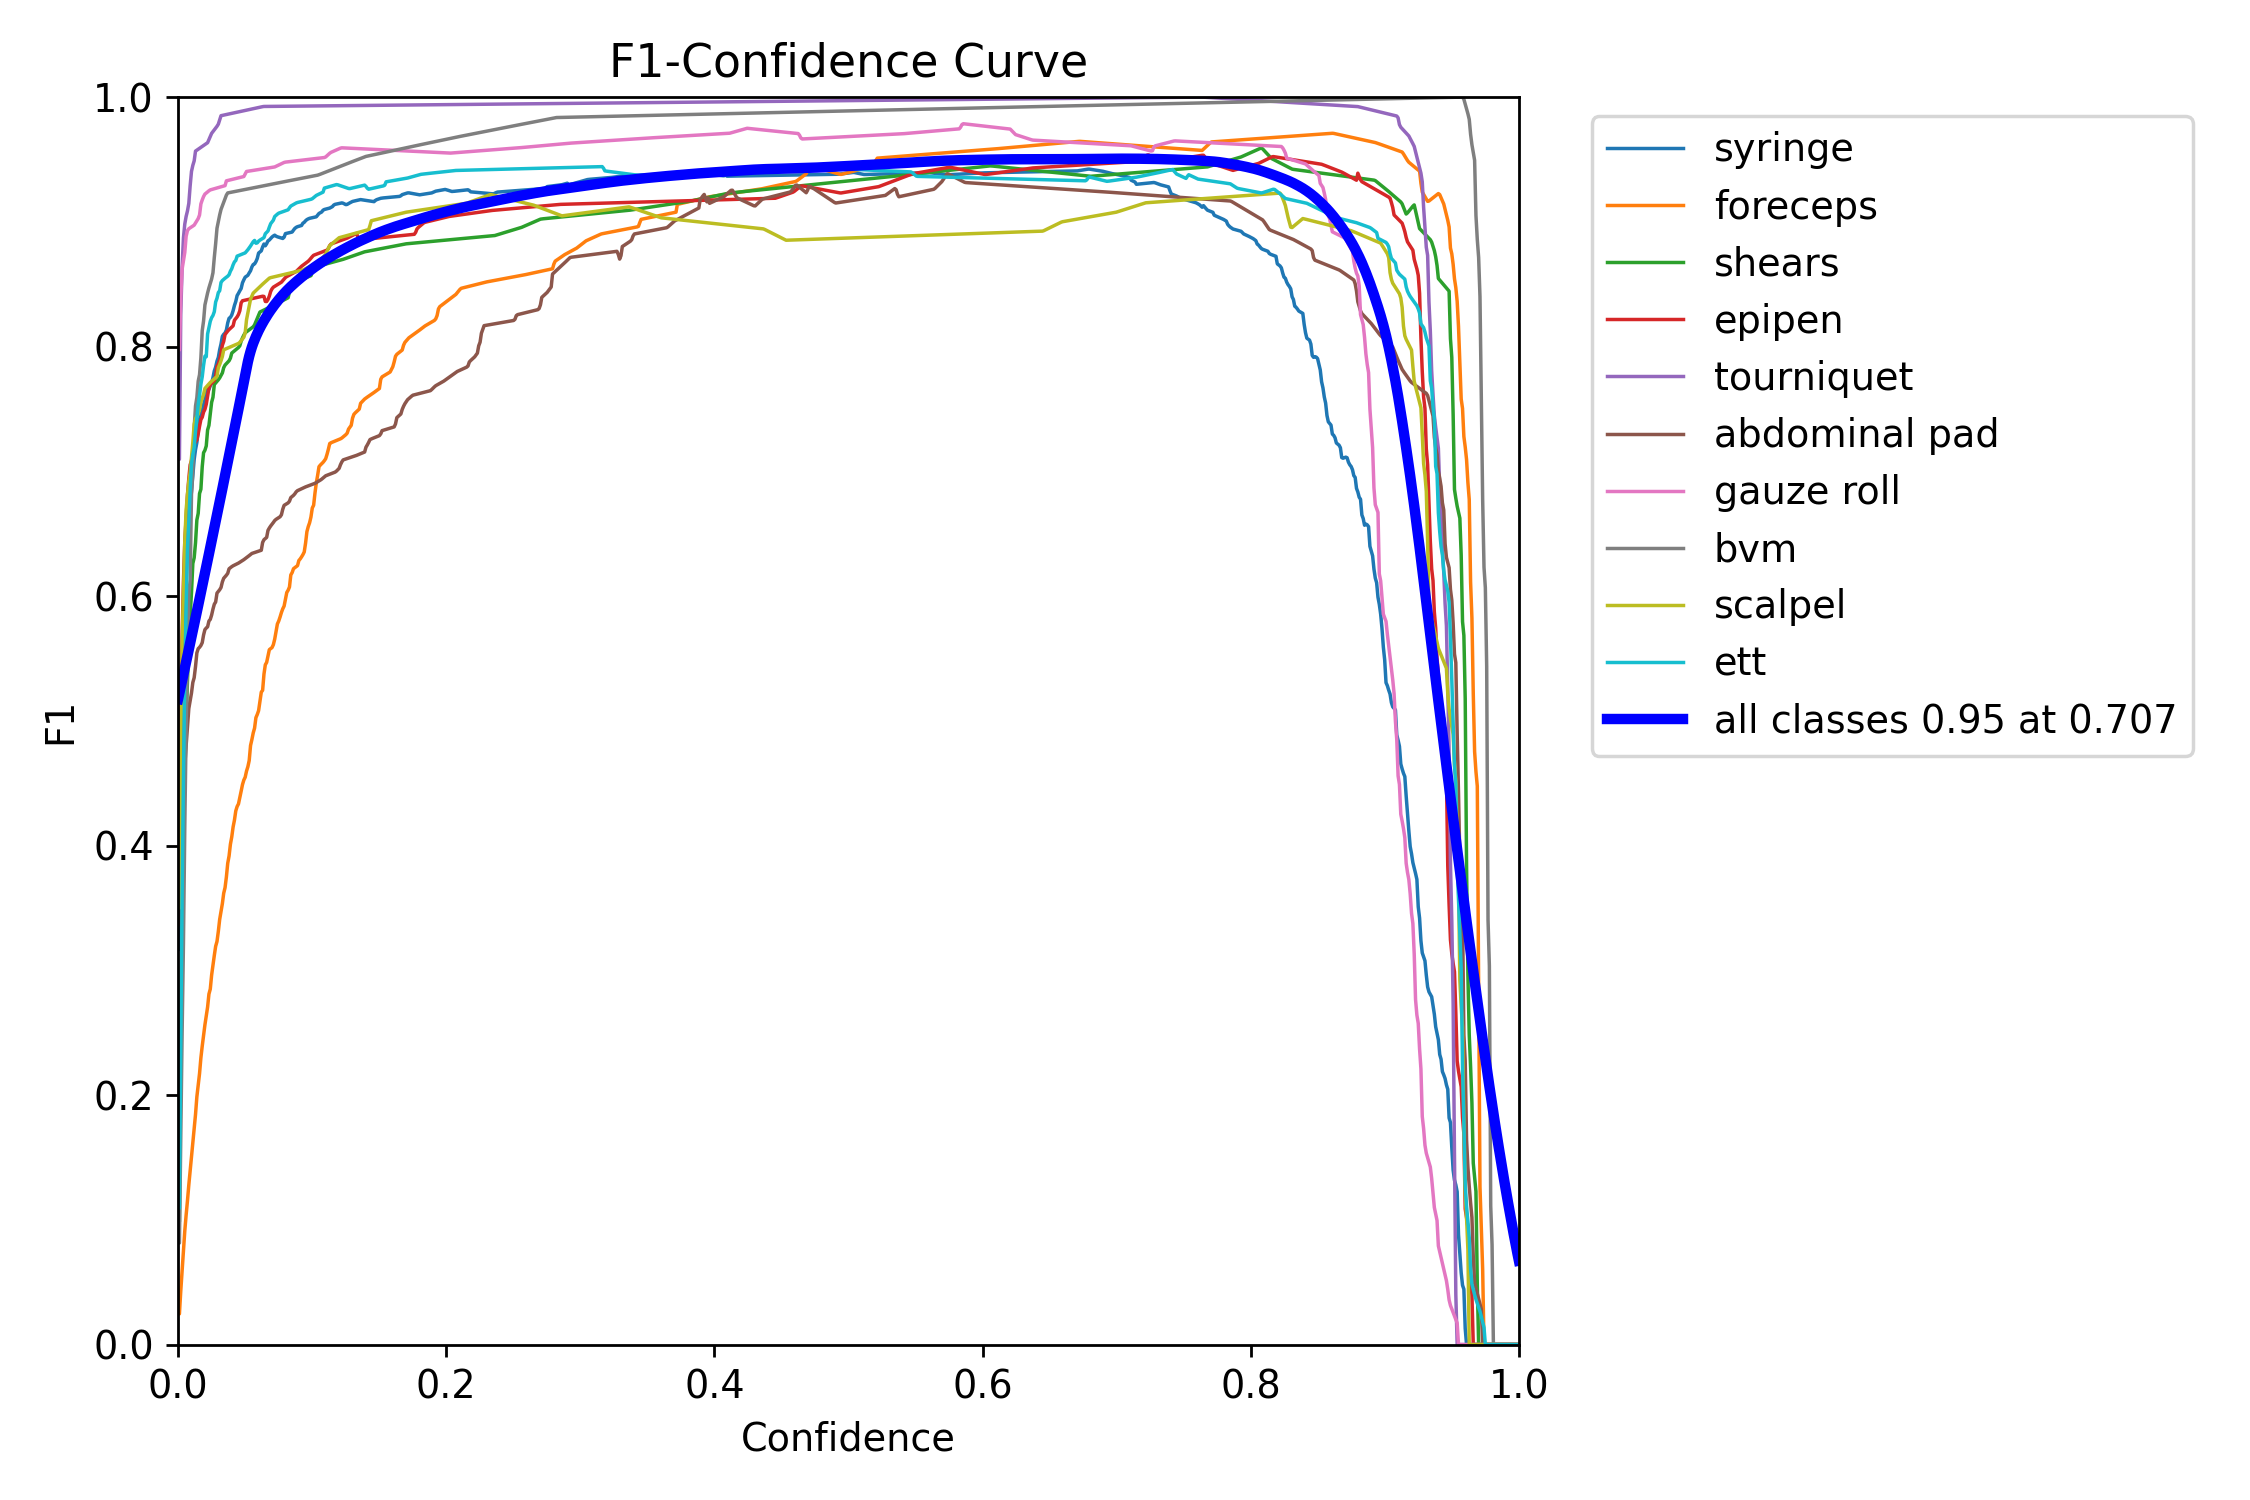 F1-Confidence Curve
1.0
0.8
0.6
0.4
0.2
0.0
F1
0.0 0.2 0.4 0.6 0.8 1.0
Confidence
syringe
foreceps
shears
epipen
tourniquet
abdominal pad
gauze roll
bvm
scalpel
ett
all classes 0.95 at 0.707